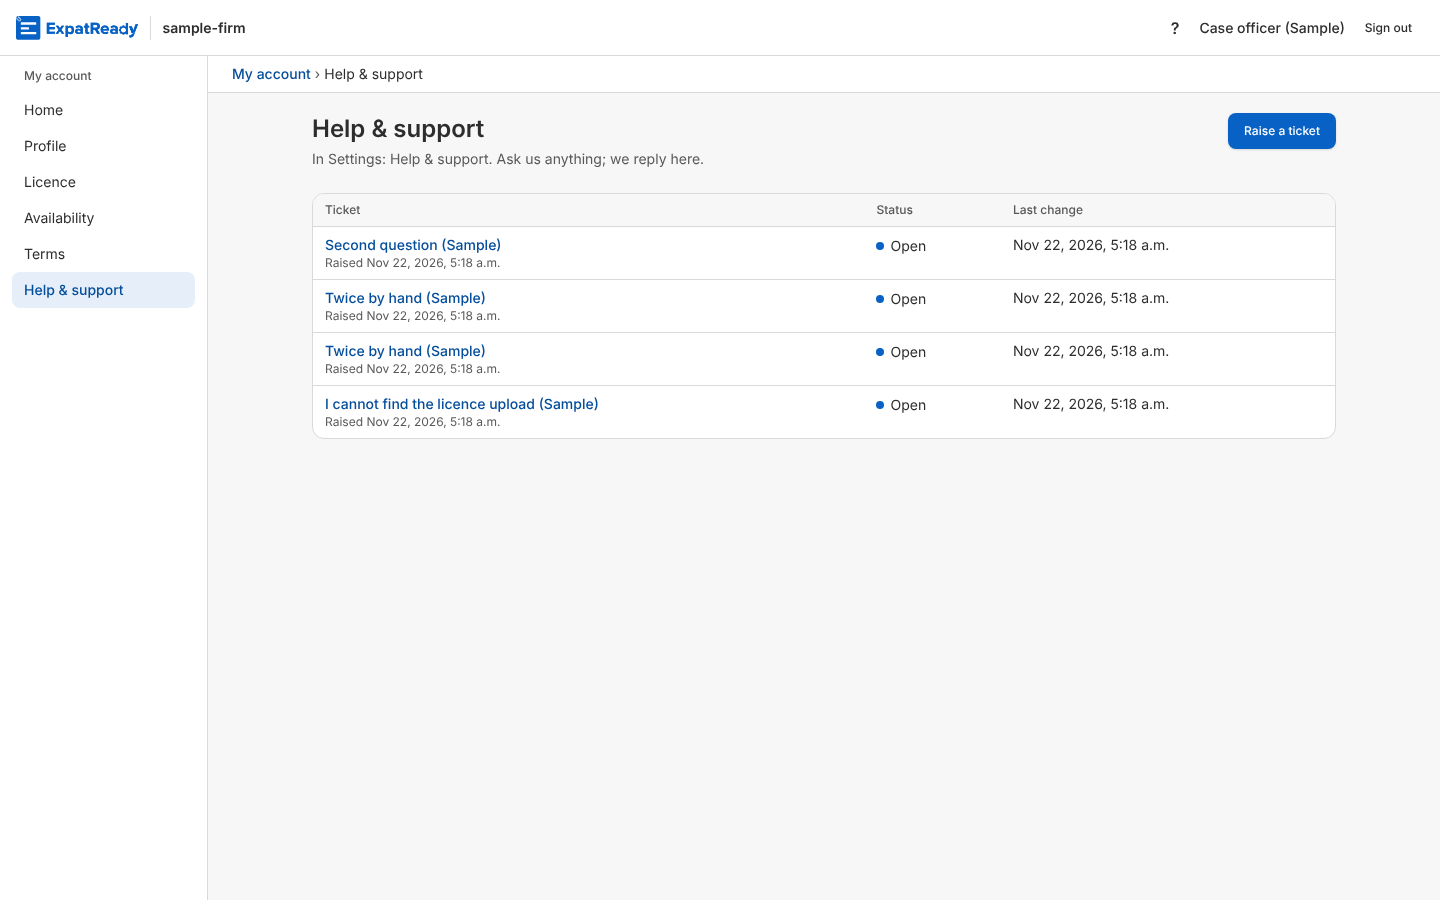 ExpatReady
sample-firm
?
Case officer (Sample)
Sign out
My account
Home
Profile
Licence
Availability
Terms
Help & support
My account › Help & support
Help & support
Raise a ticket
In Settings: Help & support. Ask us anything; we reply here.
Ticket Status Last change
Second question (Sample) Open Nov 22, 2026, 5:18 a.m.
Raised Nov 22, 2026, 5:18 a.m.
Twice by hand (Sample) Open Nov 22, 2026, 5:18 a.m.
Raised Nov 22, 2026, 5:18 a.m.
Twice by hand (Sample) Open Nov 22, 2026, 5:18 a.m.
Raised Nov 22, 2026, 5:18 a.m.
I cannot find the licence upload (Sample) Open Nov 22, 2026, 5:18 a.m.
Raised Nov 22, 2026, 5:18 a.m.